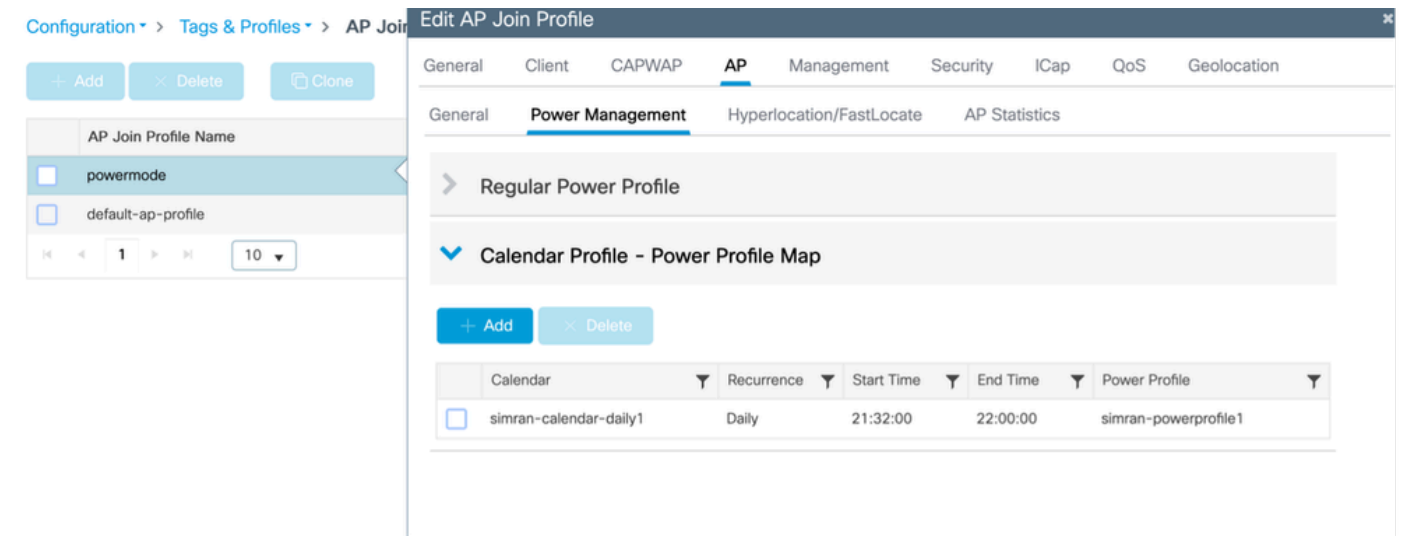 Configuration > Tags & Profiles > AP Joi
Add Delete Clone
AP Join Profile Name
powermode
default-ap-profile
1 10
Edit AP Join Profile
General Client CAPWAP AP Management Security ICap QoS Geolocation
General Power Management Hyperlocation/FastLocate AP Statistics
Regular Power Profile
Calendar Profile - Power Profile Map
Add Delete
Calendar Recurrence Start Time End Time Power Profile
simran-calendar-daily1 Daily 21:32:00 22:00:00 simran-powerprofile1